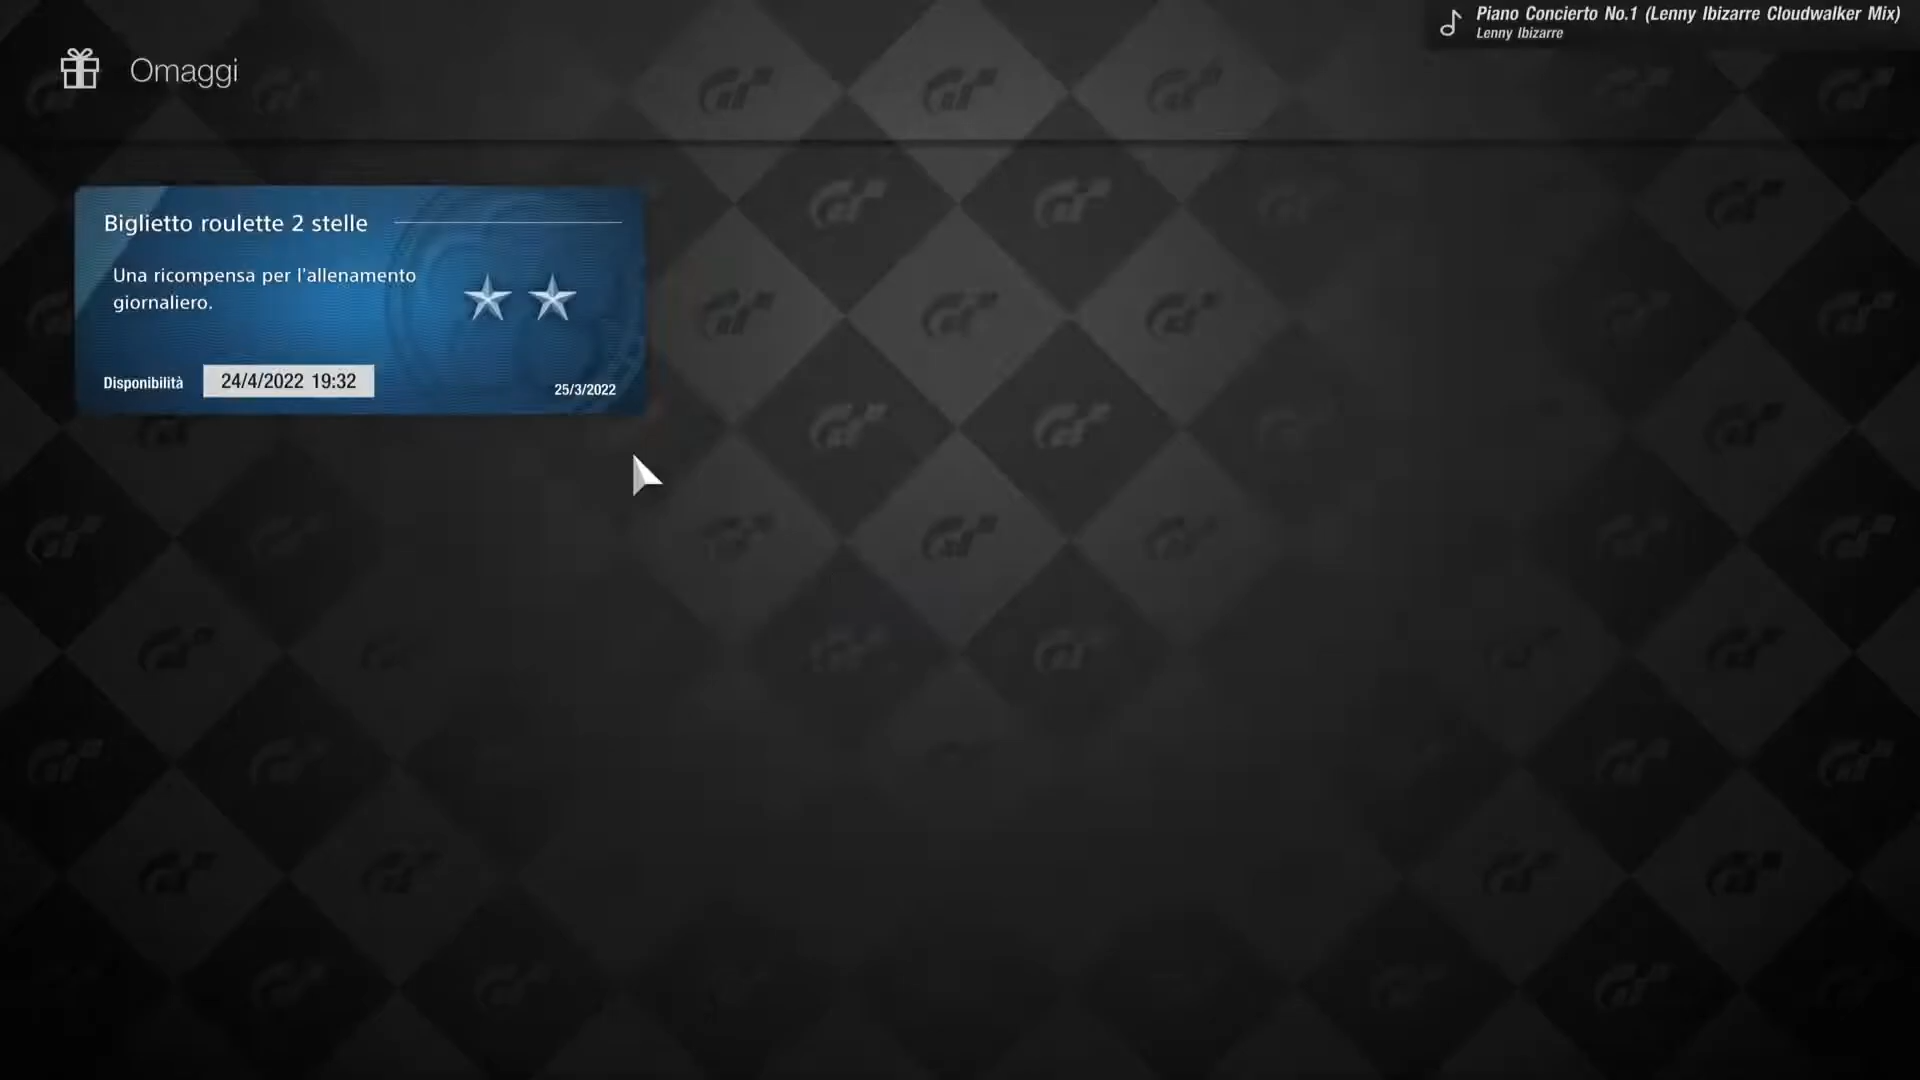 Piano Concierto No.1 (Lenny Ibizarre Cloudwalker Mix)
Lenny Ibizarre
Omaggi
Biglietto roulette 2 stelle
Una ricompensa per l'allenamento
giornaliero.
Disponibilità 24/4/2022 19:32
25/3/2022